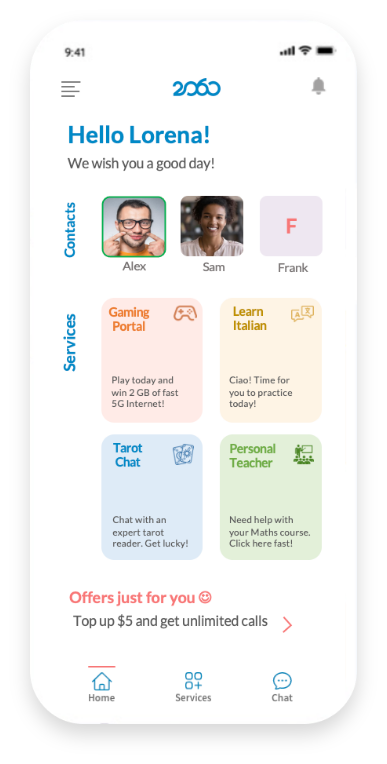 9:41
2060
Hello Lorena!
We wish you a good day!
Contacts
F
Alex
Sam
Frank
Services
Gaming
Portal
Play today and
win 2 GB of fast
5G Internet!
Learn
Italian
Ciao! Time for
you to practice
today!
Tarot
Chat
Chat with an
expert tarot
reader. Get lucky!
Personal
Teacher
Need help with
your Maths course.
Click here fast!
Offers just for you ☺
Top up $5 and get unlimited calls
Home
Services
Chat